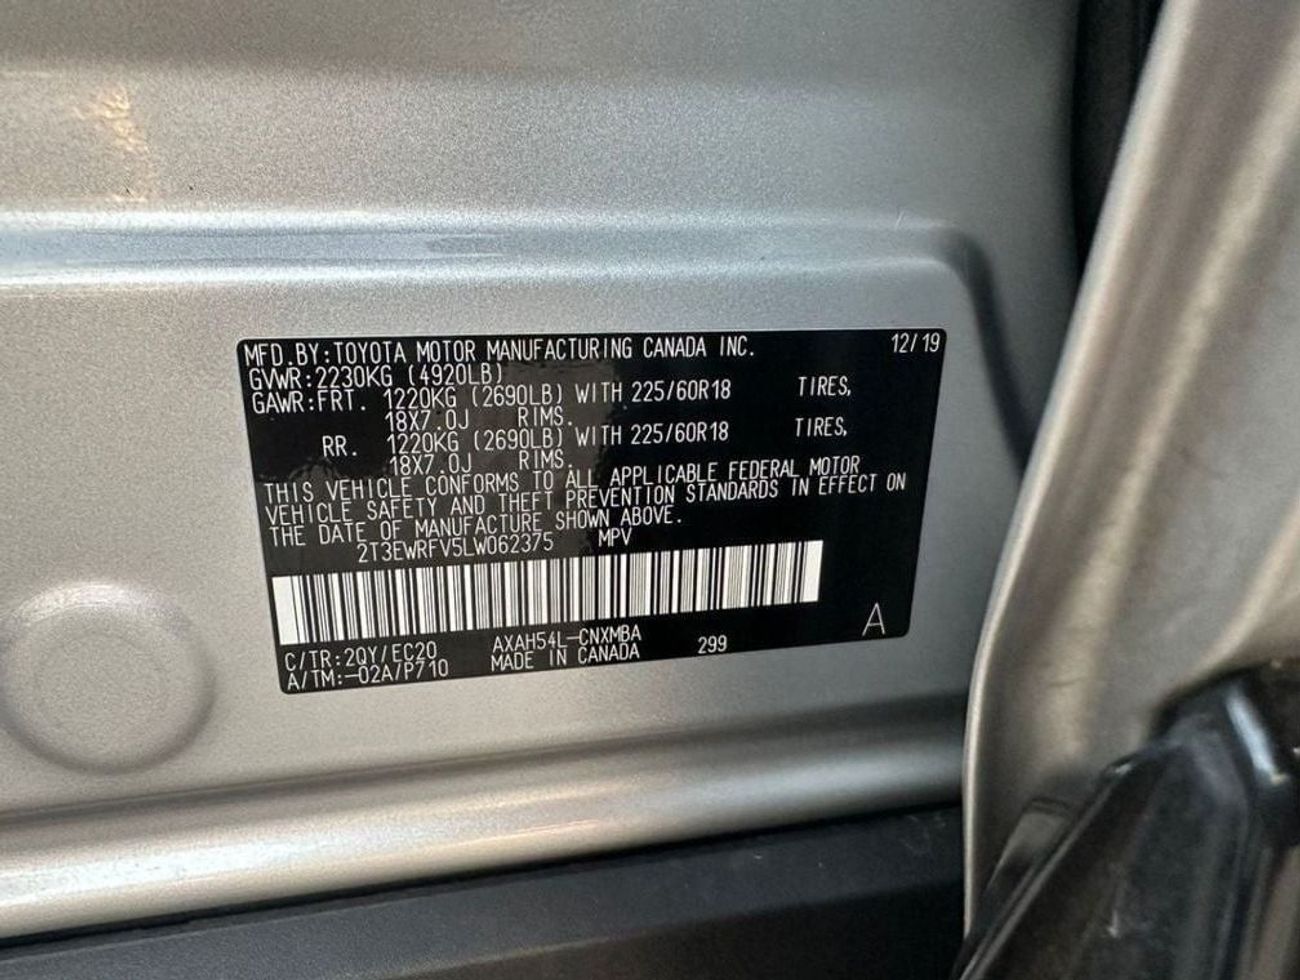 MFD.BY:TOYOTA MOTOR MANUFACTURING CANADA INC. 12/19
GVWR:2230KG (4920LB)
GAWR:FRT. 1220KG (2690LB) WITH 225/60R18 TIRES,
18X7.0J RIMS.
RR. 1220KG (2690LB) WITH 225/60R18 TIRES,
18X7.0J RIMS.
THIS VEHICLE CONFORMS TO ALL APPLICABLE FEDERAL MOTOR
VEHICLE SAFETY AND THEFT PREVENTION STANDARDS IN EFFECT ON
THE DATE OF MANUFACTURE SHOWN ABOVE.
2T3EWRFV5LW062375 MPV
A
C/TR:2QY/EC20 AXAH54L-CNXMBA 299
A/TM:-02A/P710 MADE IN CANADA